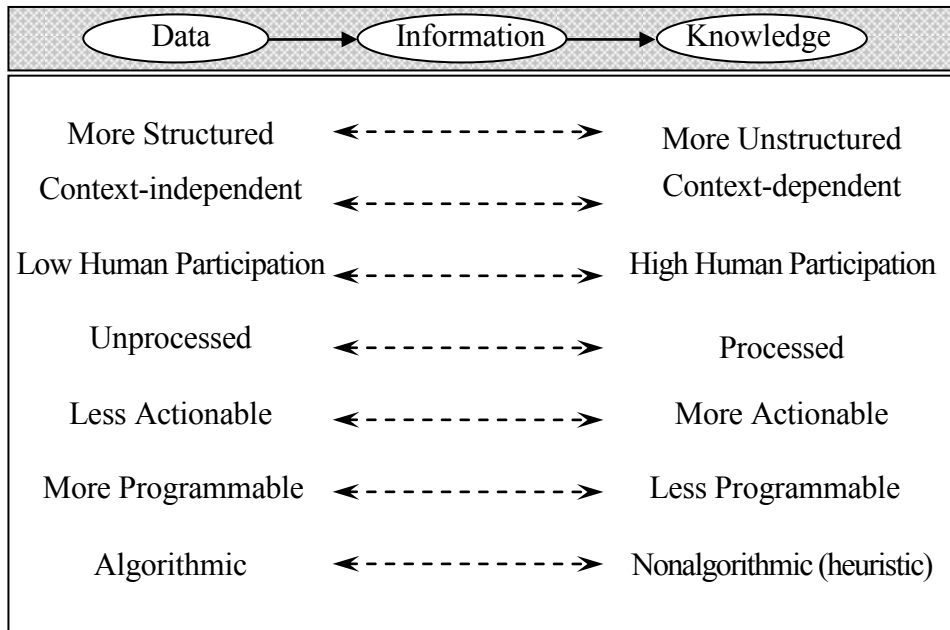 Data Information Knowledge
More Structured More Unstructured
Context-independent Context-dependent
Low Human Participation High Human Participation
Unprocessed Processed
Less Actionable More Actionable
More Programmable Less Programmable
Algorithmic Nonalgorithmic (heuristic)